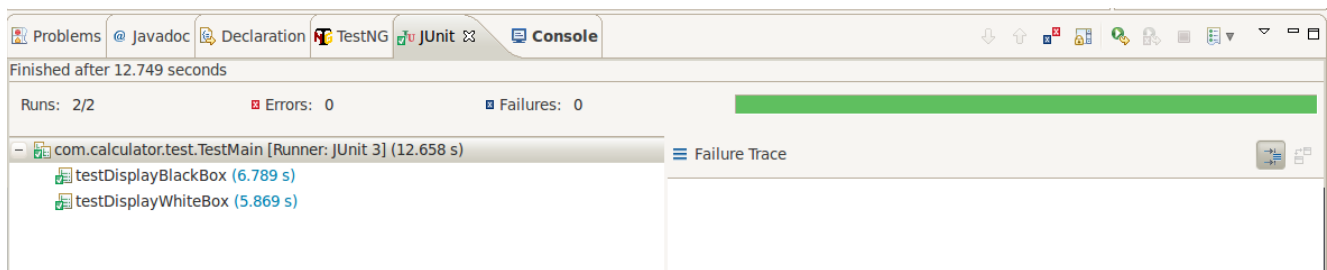 Problems @ Javadoc Declaration TestNG JUnit Console
Finished after 12.749 seconds
Runs: 2/2 Errors: 0 Failures: 0
com.calculator.test.TestMain [Runner: JUnit 3] (12.658 s)
Failure Trace
testDisplayBlackBox (6.789 s)
testDisplayWhiteBox (5.869 s)